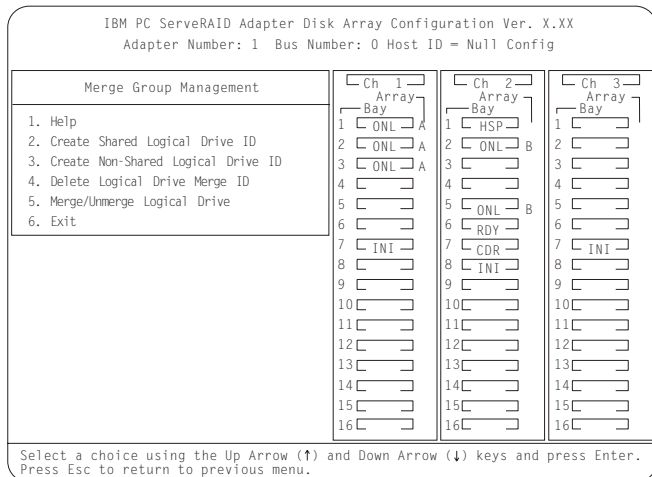 IBM PC ServeRAID Adapter Disk Array Configuration Ver. X.XX
Adapter Number: 1 Bus Number: 0 Host ID = Null Config
Merge Group Management
1. Help
2. Create Shared Logical Drive ID
3. Create Non-Shared Logical Drive ID
4. Delete Logical Drive Merge ID
5. Merge/Unmerge Logical Drive
6. Exit
Ch 1
Array
Bay
1 ONL A
2 ONL A
3 ONL A
4
5
6
7 INI
8
9
10
11
12
13
14
15
16
Ch 2
Array
Bay
1 HSP
2 ONL B
3
4
5 ONL B
6 RDY
7 CDR
8 INI
9
10
11
12
13
14
15
16
Ch 3
Array
Bay
1
2
3
4
5
6
7 INI
8
9
10
11
12
13
14
15
16
Select a choice using the Up Arrow (↑) and Down Arrow (↓) keys and press Enter.
Press Esc to return to previous menu.